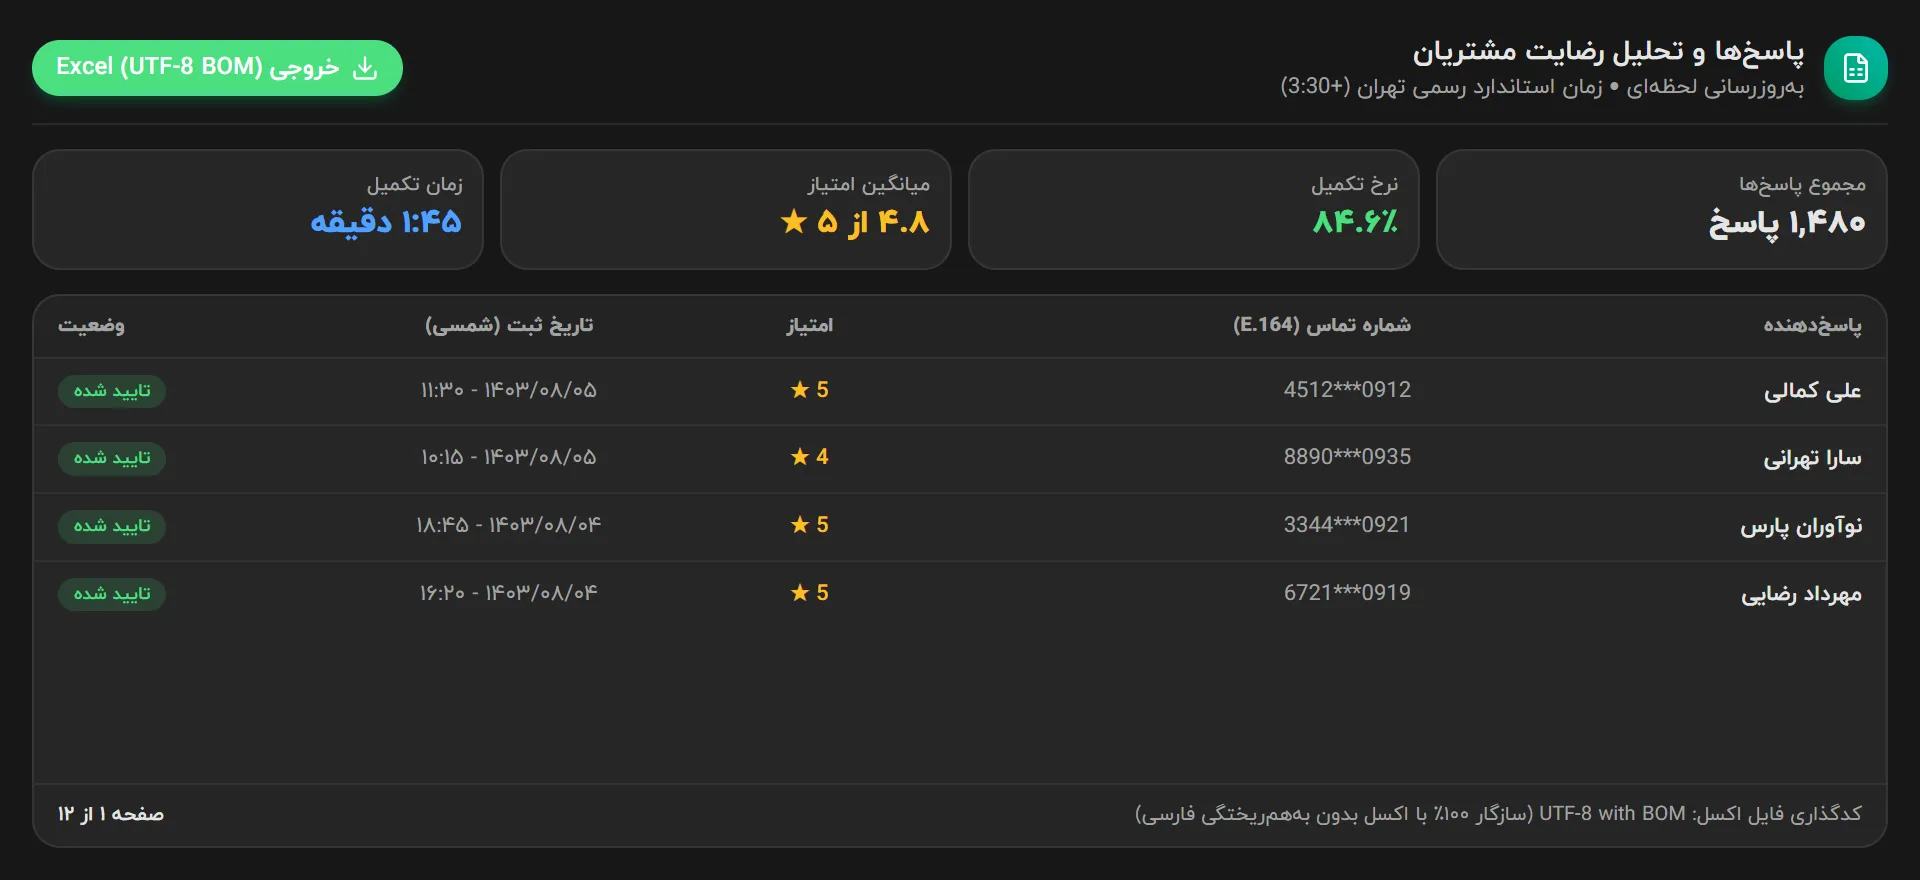 پاسخ‌ها و تحلیل رضایت مشتریان
به‌روزرسانی لحظه‌ای • زمان استاندارد رسمی تهران (+3:30)
خروجی Excel (UTF-8 BOM)
مجموع پاسخ‌ها
۱,۴۸۰ پاسخ
نرخ تکمیل
۸۴.۶٪
میانگین امتیاز
۴.۸ از ۵ ★
زمان تکمیل
۱:۴۵ دقیقه
پاسخ‌دهنده شماره تماس (E.164) امتیاز تاریخ ثبت (شمسی) وضعیت
علی کمالی 4512***0912 5 ★ ۱۴۰۳/۰۸/۰۵ - ۱۱:۳۰ تایید شده
سارا تهرانی 8890***0935 4 ★ ۱۴۰۳/۰۸/۰۵ - ۱۰:۱۵ تایید شده
نوآوران پارس 3344***0921 5 ★ ۱۴۰۳/۰۸/۰۴ - ۱۸:۴۵ تایید شده
مهرداد رضایی 6721***0919 5 ★ ۱۴۰۳/۰۸/۰۴ - ۱۶:۲۰ تایید شده
کدگذاری فایل اکسل: UTF-8 with BOM (سازگار ۱۰۰٪ با اکسل بدون به‌هم‌ریختگی فارسی)
صفحه ۱ از ۱۲